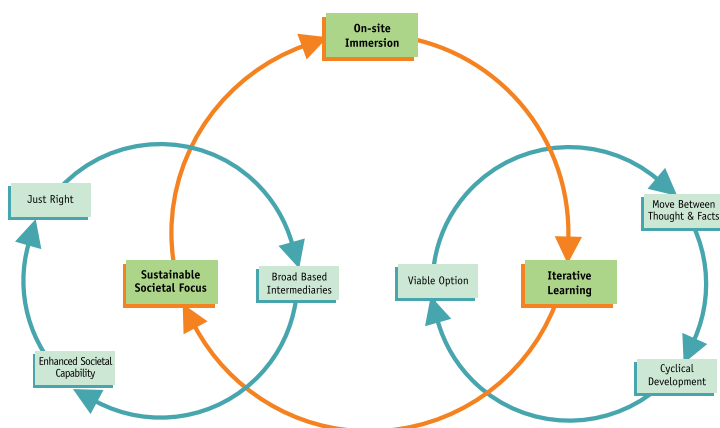 On-site
Immersion
Just Right
Move Between
Thought & Facts
Sustainable
Societal Focus
Broad Based
Intermediaries
Viable Option
Iterative
Learning
Enhanced Societal
Capability
Cyclical
Development